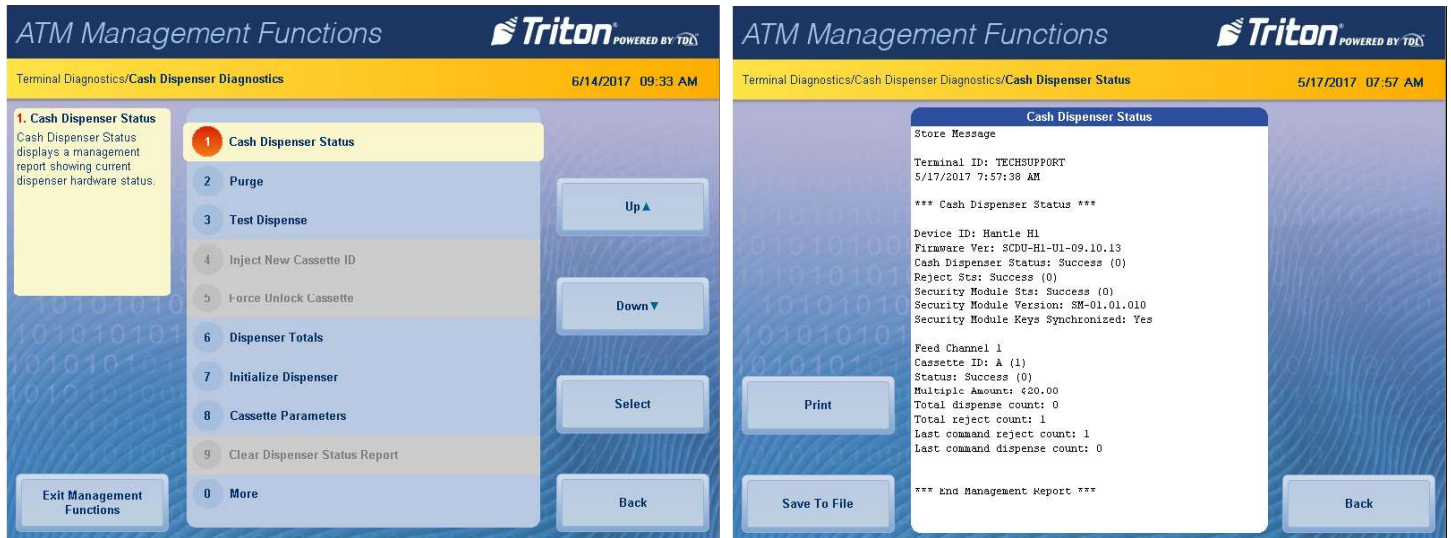 ATM Management Functions
Triton POWERED BY TDL
Terminal Diagnostics/Cash Dispenser Diagnostics
6/14/2017 09:33 AM
1. Cash Dispenser Status
Cash Dispenser Status
displays a management
report showing current
dispenser hardware status.
1 Cash Dispenser Status
2 Purge
3 Test Dispense
4 Inject New Cassette ID
5 Force Unlock Cassette
6 Dispenser Totals
7 Initialize Dispenser
8 Cassette Parameters
9 Clear Dispenser Status Report
0 More
Up
Down
Select
Back
Exit Management
Functions
ATM Management Functions
Triton POWERED BY TDL
Terminal Diagnostics/Cash Dispenser Diagnostics/Cash Dispenser Status
5/17/2017 07:57 AM
Cash Dispenser Status
Store Message
Terminal ID: TECHSUPPORT
5/17/2017 7:57:38 AM
*** Cash Dispenser Status ***
Device ID: Hantle H1
Firmware Ver: SCDU-H1-U1-09.10.13
Cash Dispenser Status: Success (0)
Reject Sts: Success (0)
Security Module Sts: Success (0)
Security Module Version: SM-01.01.010
Security Module Keys Synchronized: Yes
Feed Channel 1
Cassette ID: A (1)
Status: Success (0)
Multiple Amount: $20.00
Total dispense count: 0
Total reject count: 1
Last command reject count: 1
Last command dispense count: 0
*** End Management Report ***
Print
Save To File
Back